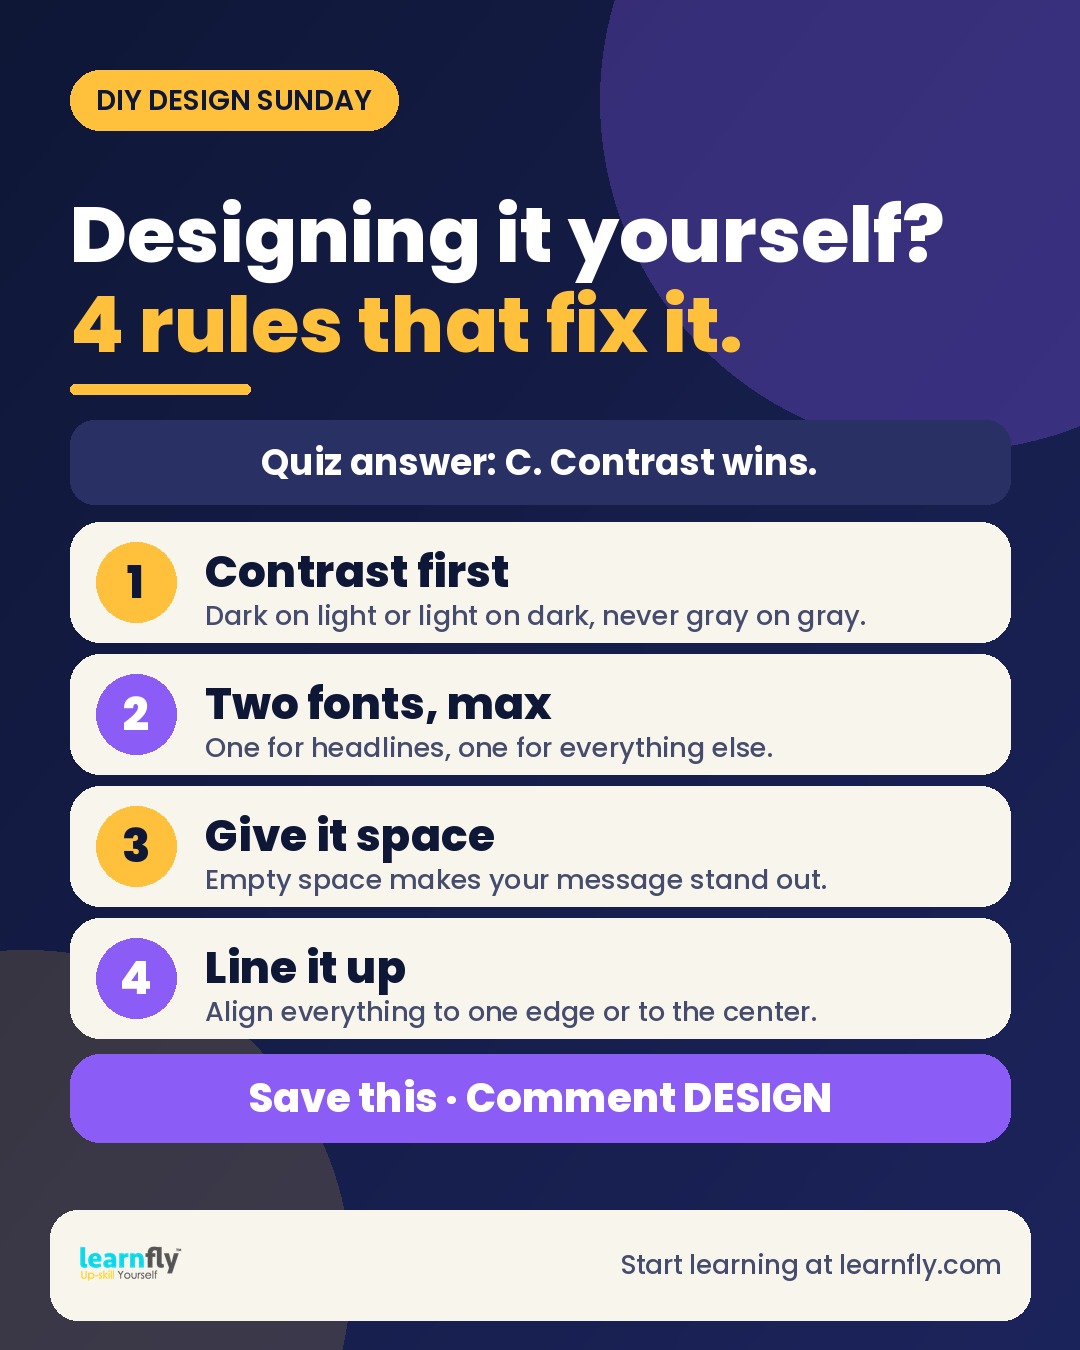 DIY DESIGN SUNDAY
Designing it yourself?
4 rules that fix it.
Quiz answer: C. Contrast wins.
1
Contrast first
Dark on light or light on dark, never gray on gray.
2
Two fonts, max
One for headlines, one for everything else.
3
Give it space
Empty space makes your message stand out.
4
Line it up
Align everything to one edge or to the center.
Save this · Comment DESIGN
learnfly™
Up-skill Yourself
Start learning at learnfly.com